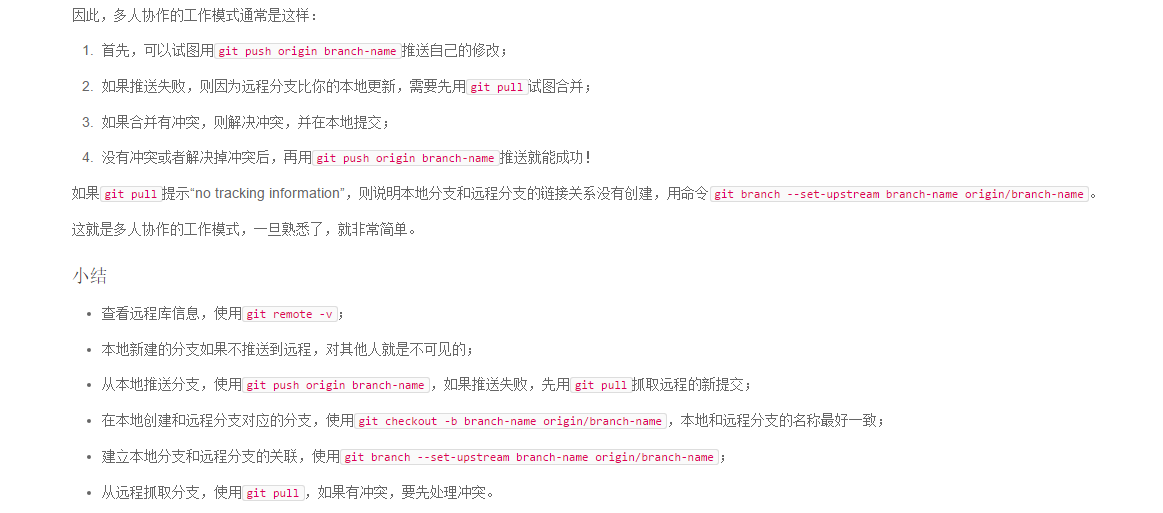 因此，多人协作的工作模式通常是这样：
1. 首先，可以试图用git push origin branch-name推送自己的修改；
2. 如果推送失败，则因为远程分支比你的本地更新，需要先用git pull试图合并；
3. 如果合并有冲突，则解决冲突，并在本地提交；
4. 没有冲突或者解决掉冲突后，再用git push origin branch-name推送就能成功！
如果git pull提示“no tracking information”，则说明本地分支和远程分支的链接关系没有创建，用命令git branch --set-upstream branch-name origin/branch-name。
这就是多人协作的工作模式，一旦熟悉了，就非常简单。
小结
• 查看远程库信息，使用git remote -v；
• 本地新建的分支如果不推送到远程，对其他人就是不可见的；
• 从本地推送分支，使用git push origin branch-name，如果推送失败，先用git pull抓取远程的新提交；
• 在本地创建和远程分支对应的分支，使用git checkout -b branch-name origin/branch-name，本地和远程分支的名称最好一致；
• 建立本地分支和远程分支的关联，使用git branch --set-upstream branch-name origin/branch-name；
• 从远程抓取分支，使用git pull，如果有冲突，要先处理冲突。